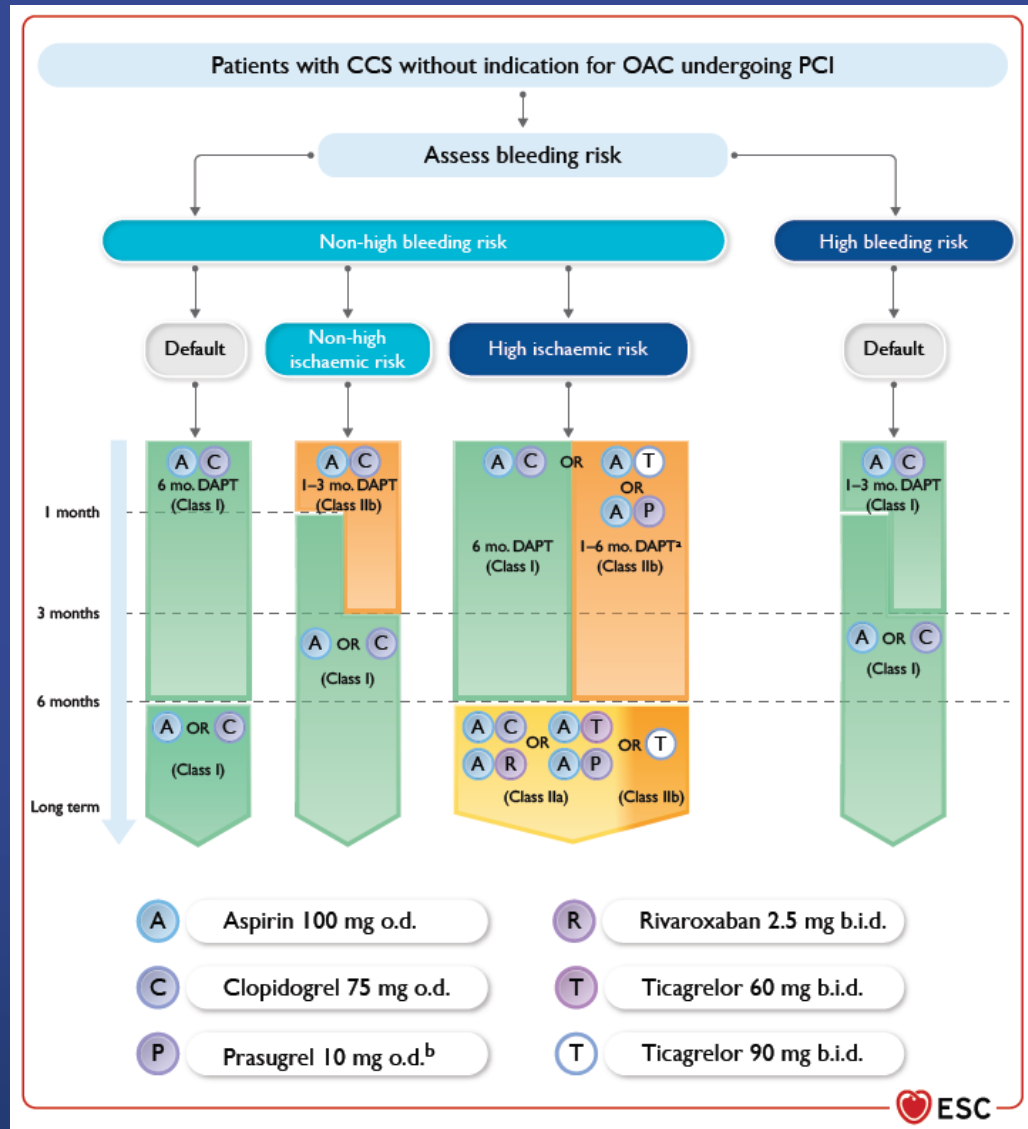 Patients with CCS without indication for OAC undergoing PCI
Assess bleeding risk
Non-high bleeding risk
High bleeding risk
Default
Non-high
ischaemic risk
High ischaemic risk
Default
A C
6 mo. DAPT
(Class I)
A C
1–3 mo. DAPT
(Class IIb)
A C OR A T
OR
A P
6 mo. DAPT
(Class I)
1–6 mo. DAPTa
(Class IIb)
A C
1–3 mo. DAPT
(Class I)
1 month
3 months
A OR C
(Class I)
A OR C
(Class I)
6 months
A OR C
(Class I)
A C OR A T OR T
A R A P
(Class IIa) (Class IIb)
Long term
A Aspirin 100 mg o.d.
R Rivaroxaban 2.5 mg b.i.d.
C Clopidogrel 75 mg o.d.
T Ticagrelor 60 mg b.i.d.
P Prasugrel 10 mg o.d.b
T Ticagrelor 90 mg b.i.d.
ESC